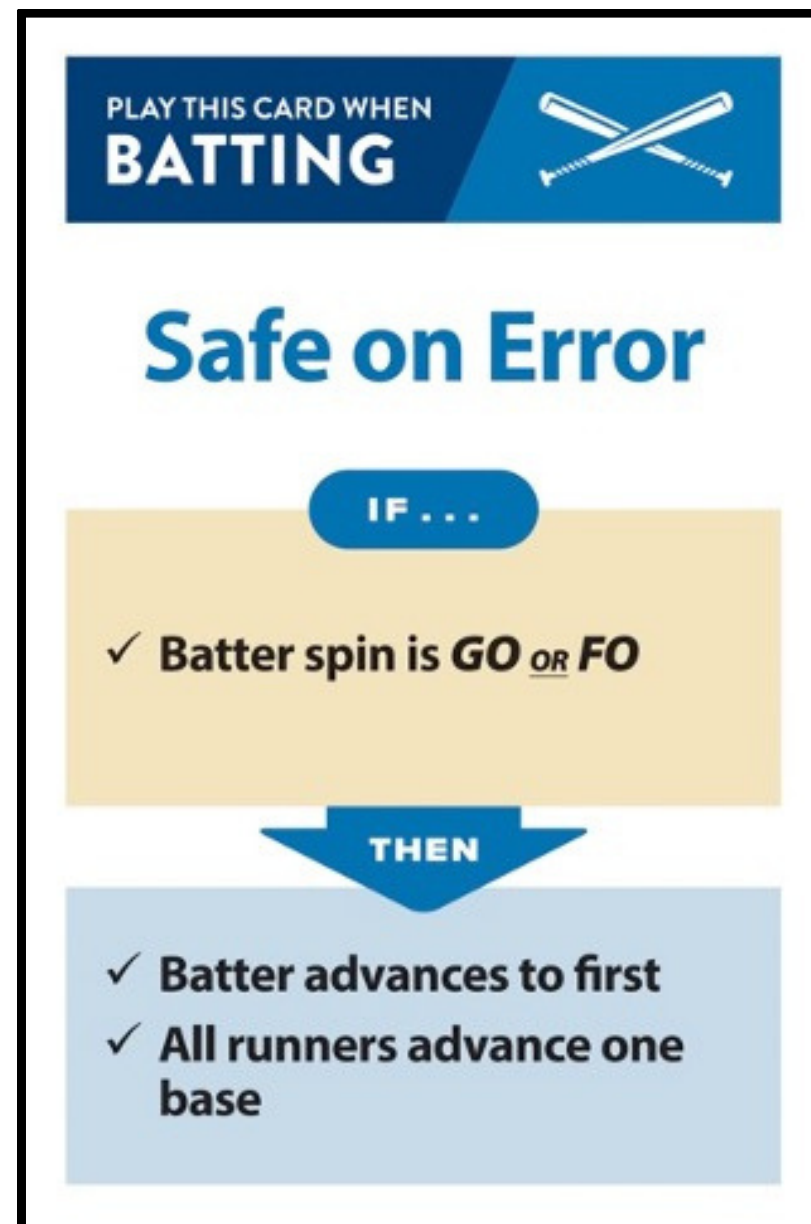 PLAY THIS CARD WHEN
BATTING
Safe on Error
IF...
✓ Batter spin is GO OR FO
THEN
✓ Batter advances to first
✓ All runners advance one
base